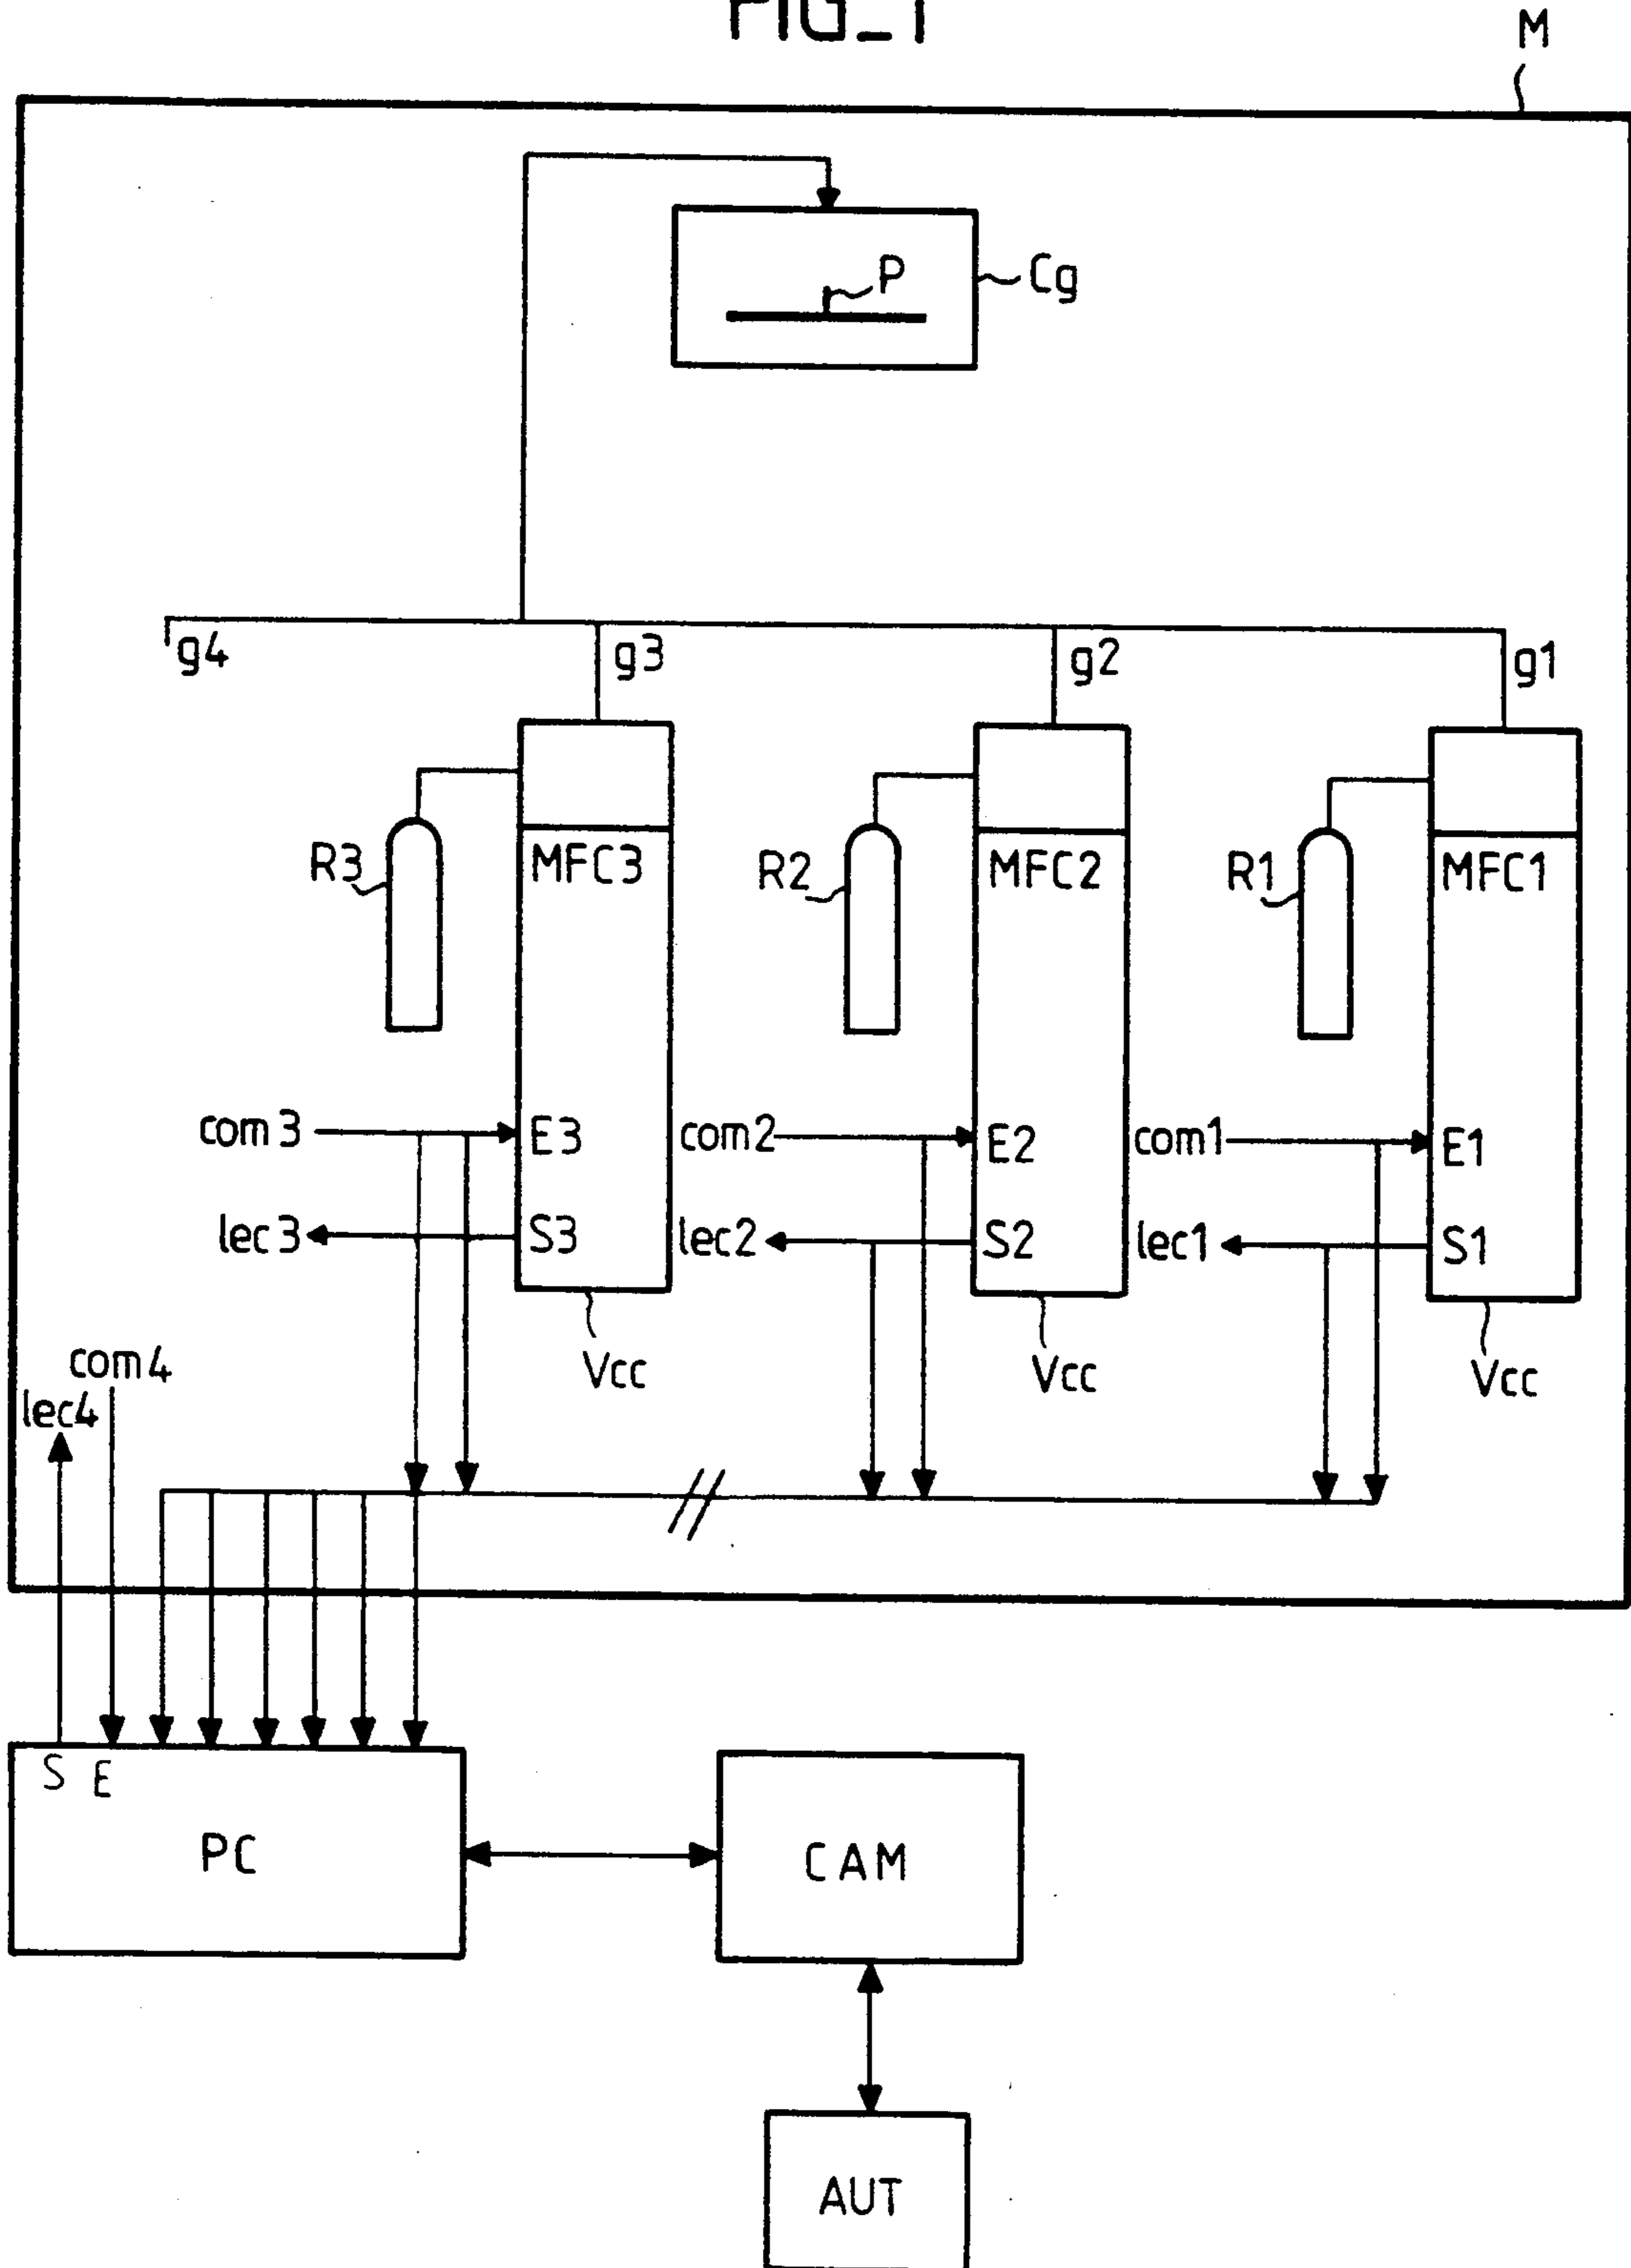 FIG_1
M
P
Cg
g4
g3
g2
g1
R3
MFC3
R2
MFC2
R1
MFC1
com3
E3
com2
E2
com1
E1
lec3
S3
lec2
S2
lec1
S1
Vcc
Vcc
Vcc
com4
lec4
S E
PC
CAM
AUT